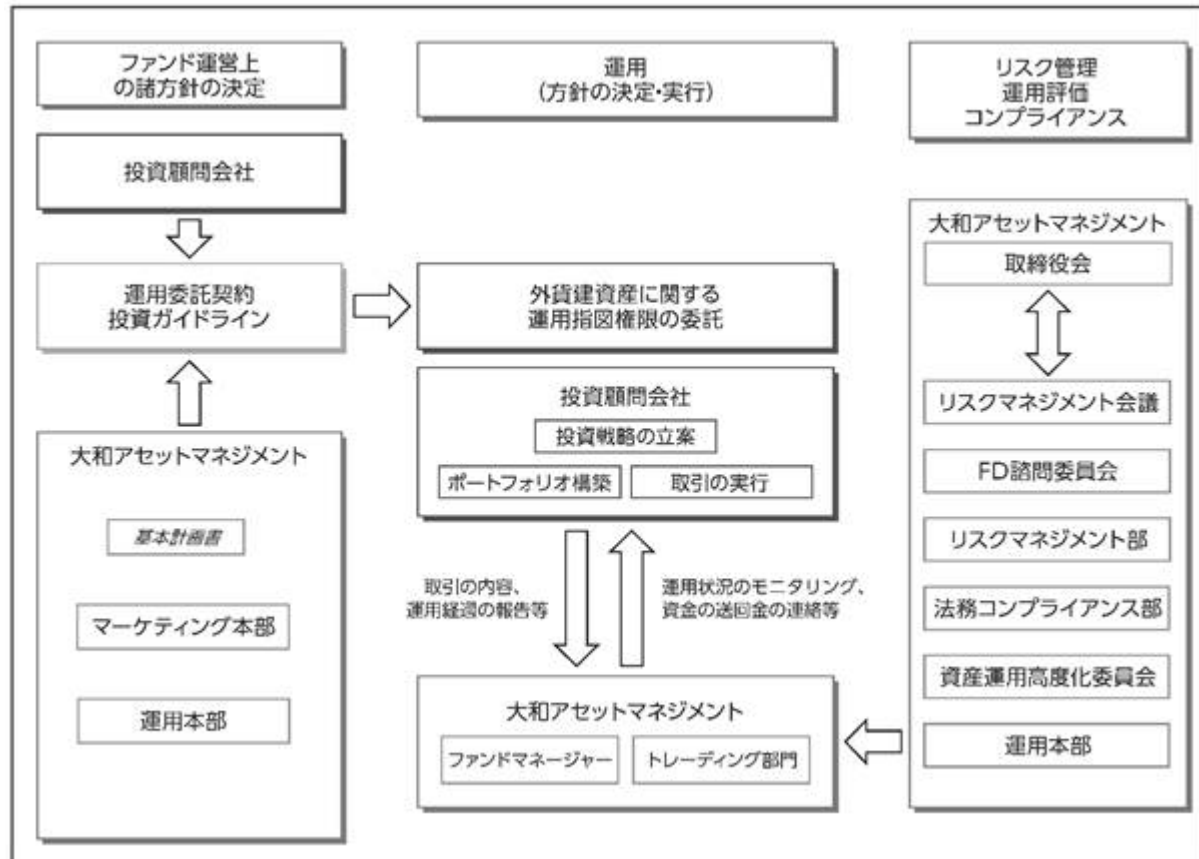 ファンド運営上
の諸方針の決定
運用
(方針の決定・実行)
リスク管理
運用評価
コンプライアンス
投資顧問会社
運用委託契約
投資ガイドライン
外貨建資産に関する
運用指図権限の委託
大和アセットマネジメント
基本計画書
マーケティング本部
運用本部
投資顧問会社
投資戦略の立案
ポートフォリオ構築
取引の実行
取引の内容、
運用経過の報告等
運用状況のモニタリング、
資金の送回金の連絡等
大和アセットマネジメント
ファンドマネージャー
トレーディング部門
大和アセットマネジメント
取締役会
リスクマネジメント会議
FD諮問委員会
リスクマネジメント部
法務コンプライアンス部
資産運用高度化委員会
運用本部